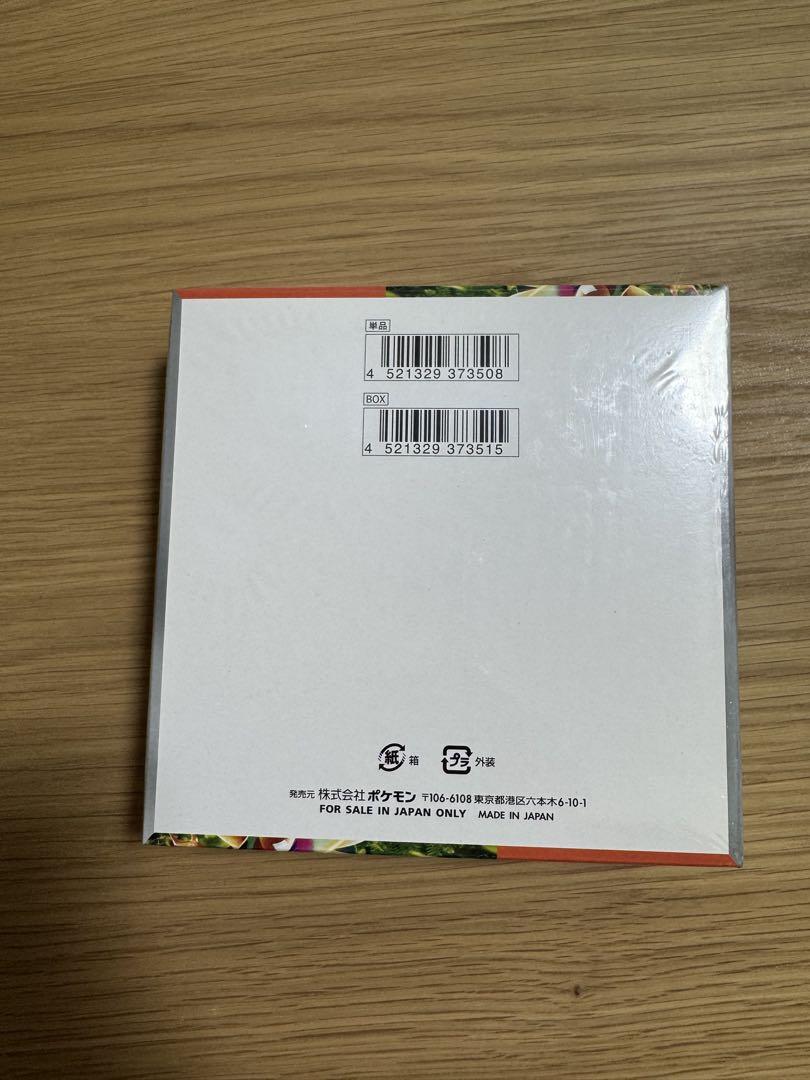 単品
4 521329 373508
BOX
4 521329 373515
紙 箱 プラ 外装
発売元 株式会社ポケモン 〒106-6108 東京都港区六本木6-10-1
FOR SALE IN JAPAN ONLY MADE IN JAPAN